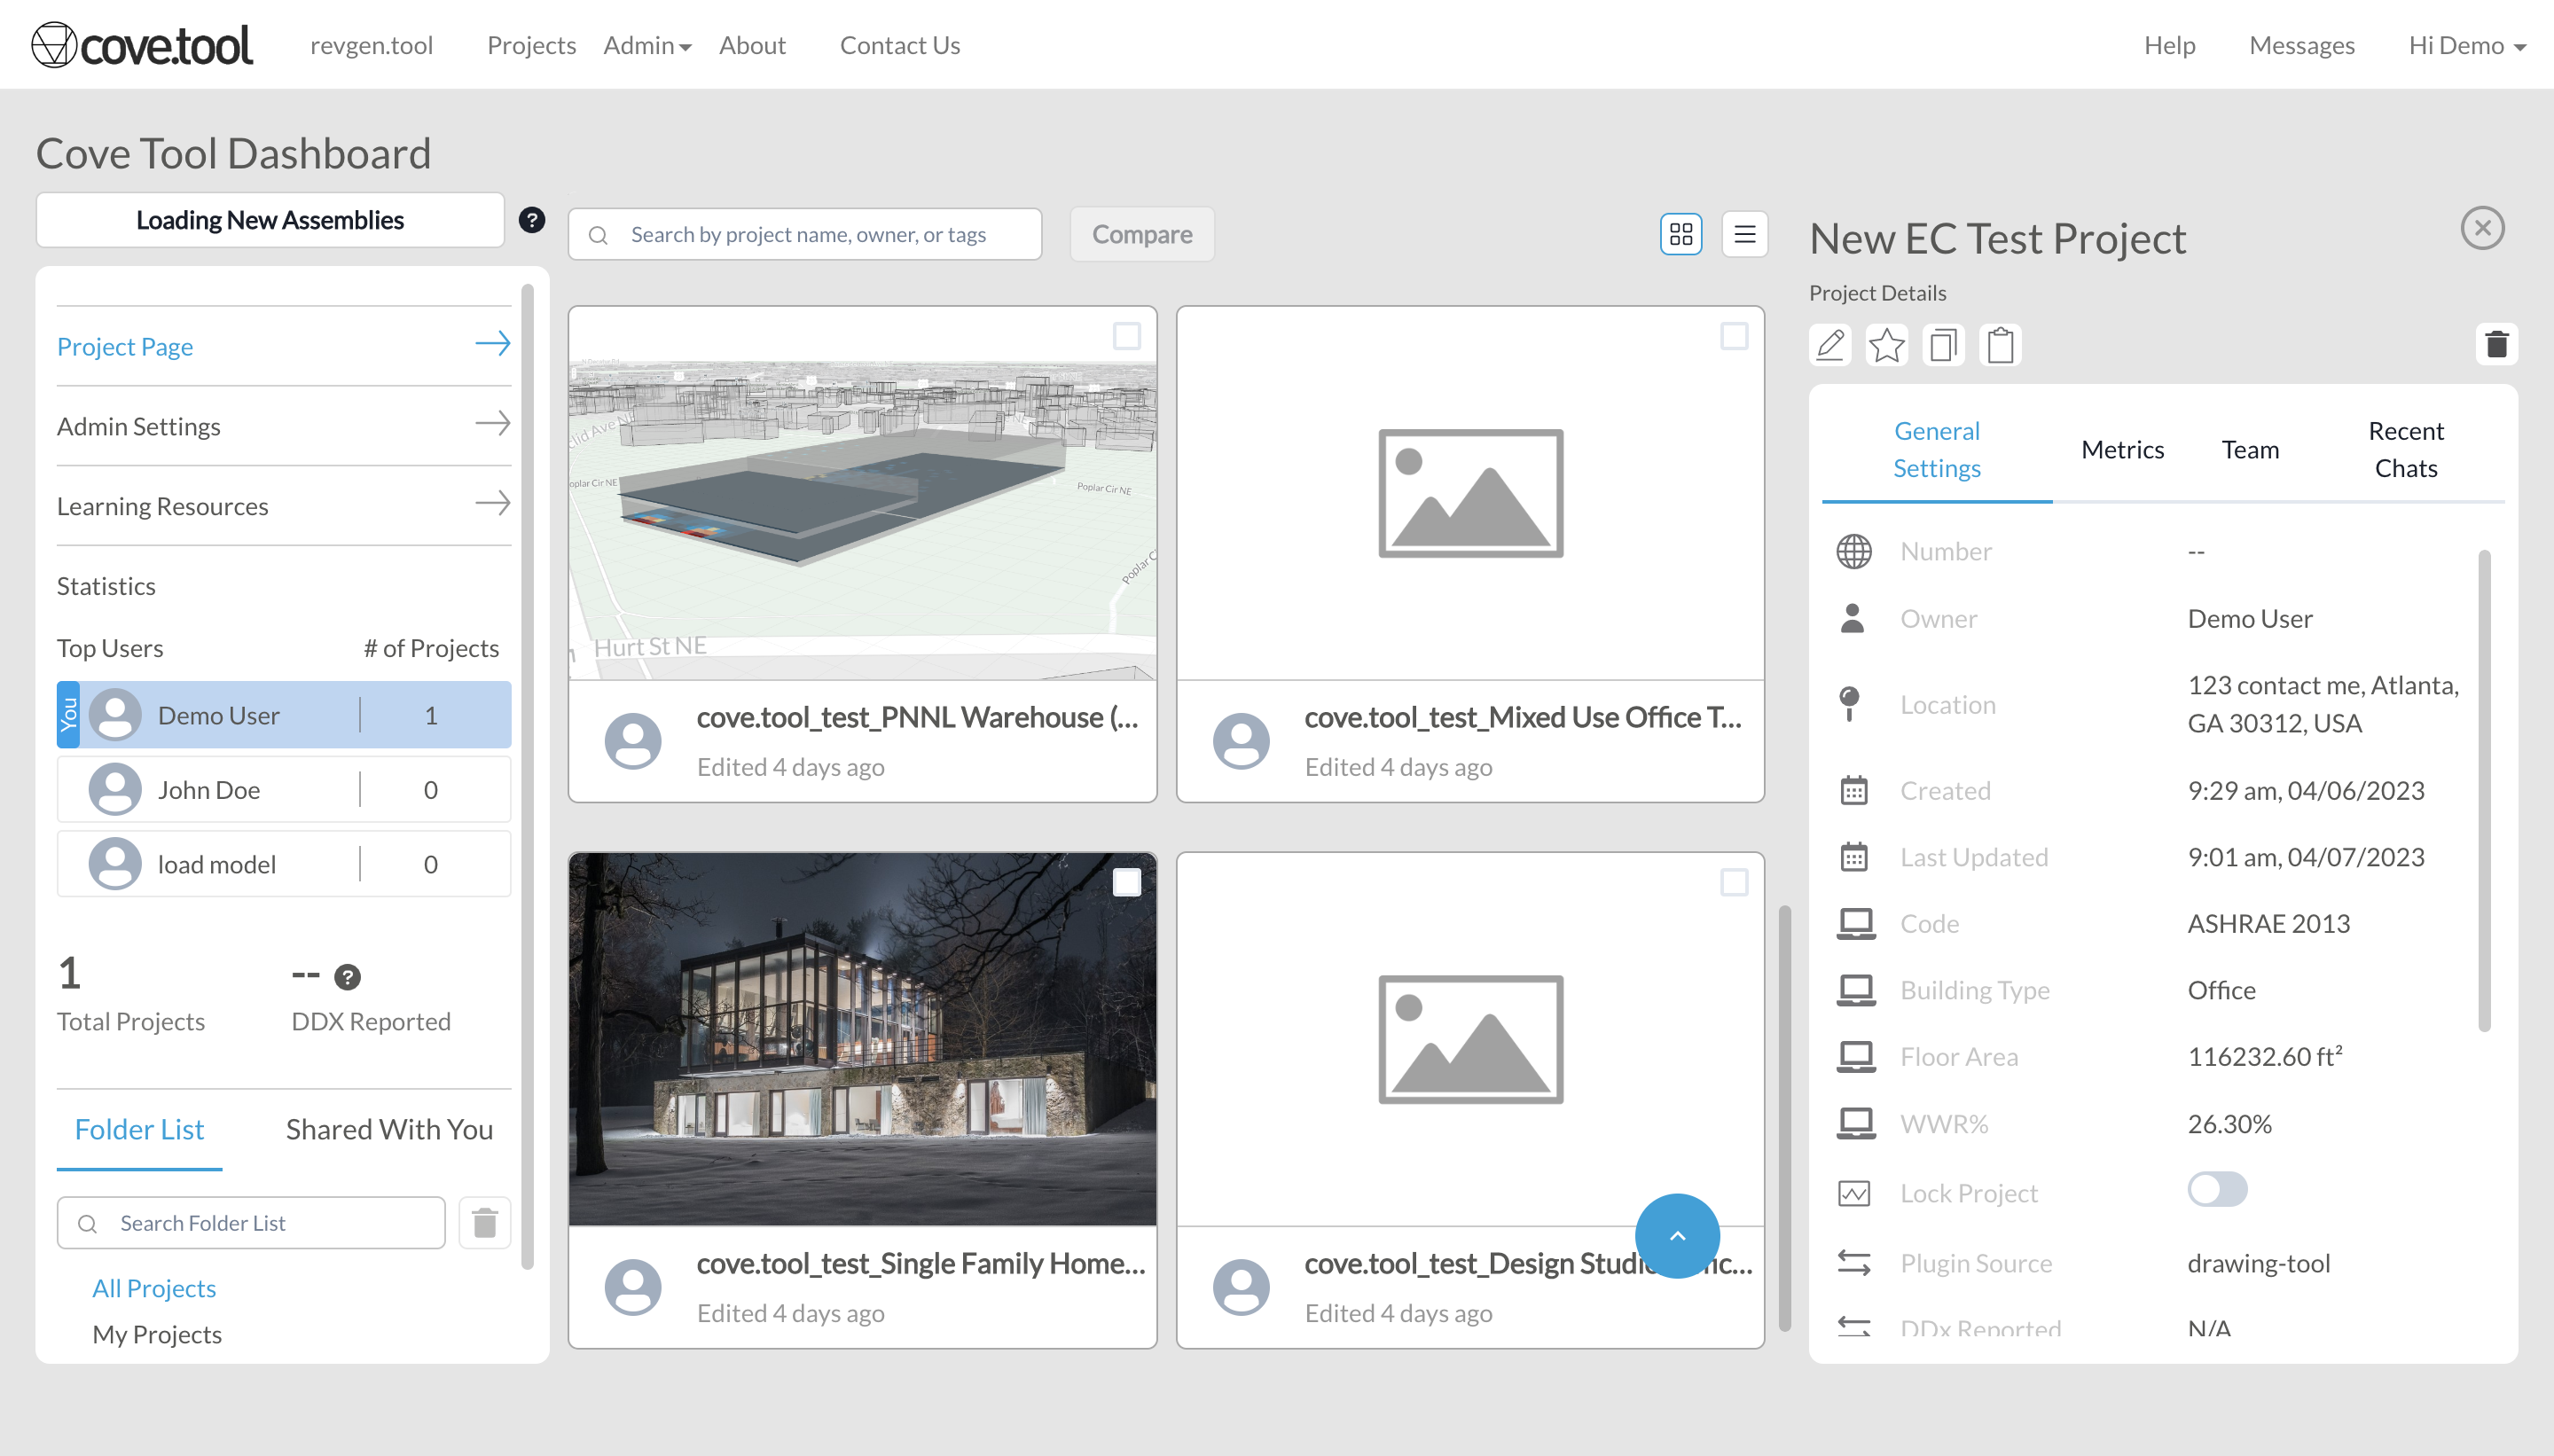 cove.tool
revgen.tool
Projects
Admin
About
Contact Us
Help
Messages
Hi Demo
Cove Tool Dashboard
Loading New Assemblies
?
Project Page
Admin Settings
Learning Resources
Statistics
Top Users
# of Projects
You
Demo User
1
John Doe
0
load model
0
1
-- ?
Total Projects
DDX Reported
Folder List
Shared With You
Search Folder List
All Projects
My Projects
Search by project name, owner, or tags
Compare
Poplar Cir NE
Hurt St NE
cove.tool_test_PNNL Warehouse (...
Edited 4 days ago
cove.tool_test_Mixed Use Office T...
Edited 4 days ago
cove.tool_test_Single Family Home...
Edited 4 days ago
cove.tool_test_Design
Edited 4 days ago
New EC Test Project
Project Details
General
Settings
Metrics
Team
Recent
Chats
Number
--
Owner
Demo User
Location
123 contact me, Atlanta,
GA 30312, USA
Created
9:29 am, 04/06/2023
Last Updated
9:01 am, 04/07/2023
Code
ASHRAE 2013
Building Type
Office
Floor Area
116232.60 ft²
WWR%
26.30%
Lock Project
Plugin Source
drawing-tool
DDx Reported
N/A